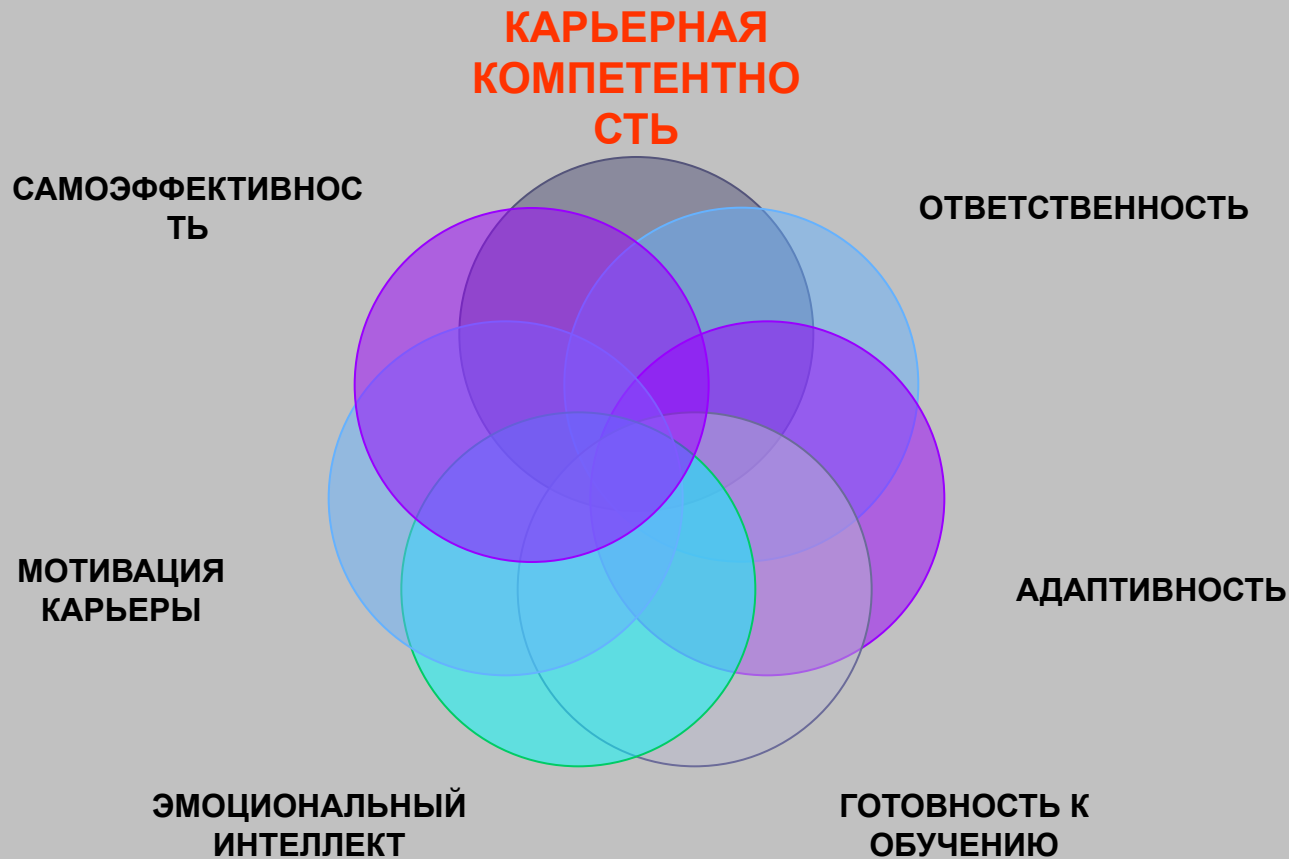 КАРЬЕРНАЯ
КОМПЕТЕНТНО
СТЬ
САМОЭФФЕКТИВНОС
ТЬ
ОТВЕТСТВЕННОСТЬ
МОТИВАЦИЯ
КАРЬЕРЫ
АДАПТИВНОСТЬ
ЭМОЦИОНАЛЬНЫЙ
ИНТЕЛЛЕКТ
ГОТОВНОСТЬ К
ОБУЧЕНИЮ